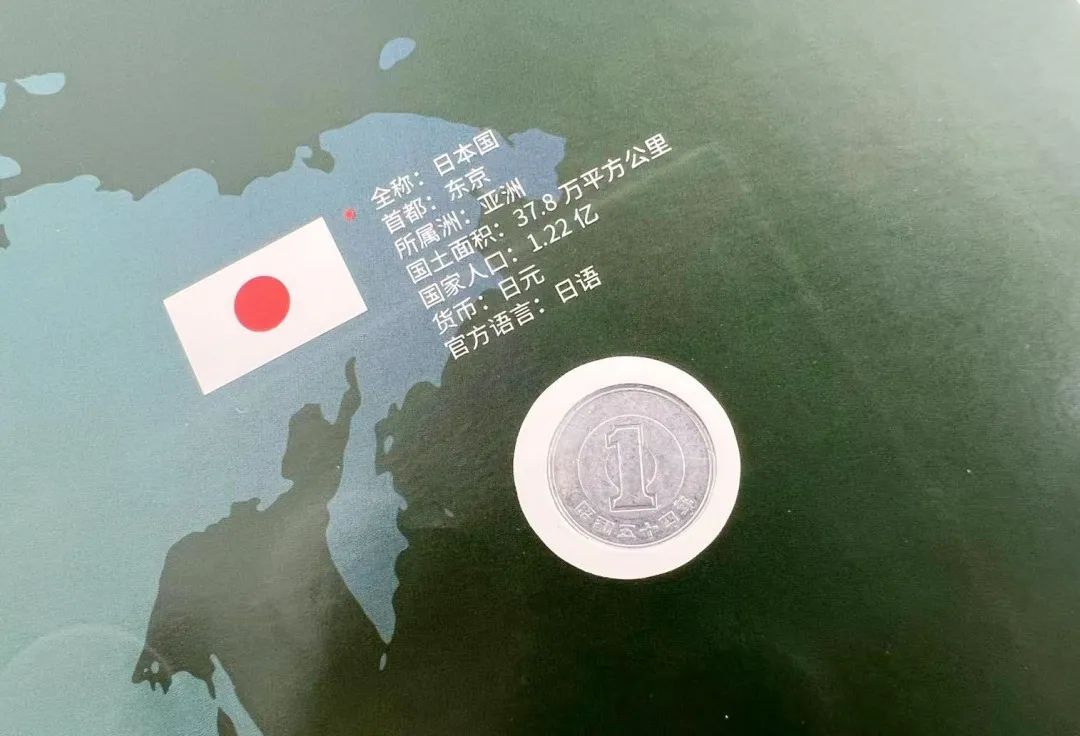 全称：日本国
首都：东京
所属洲：亚洲
国土面积：37.8 万平方公里
国家人口：1.22 亿
货币：日元
官方语言：日语
1
昭和五十四年